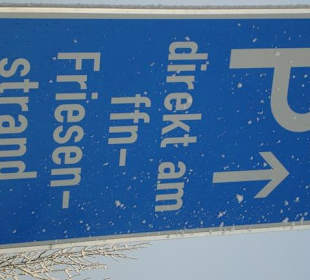 P
direkt am
ffn-
Friesen-
strand